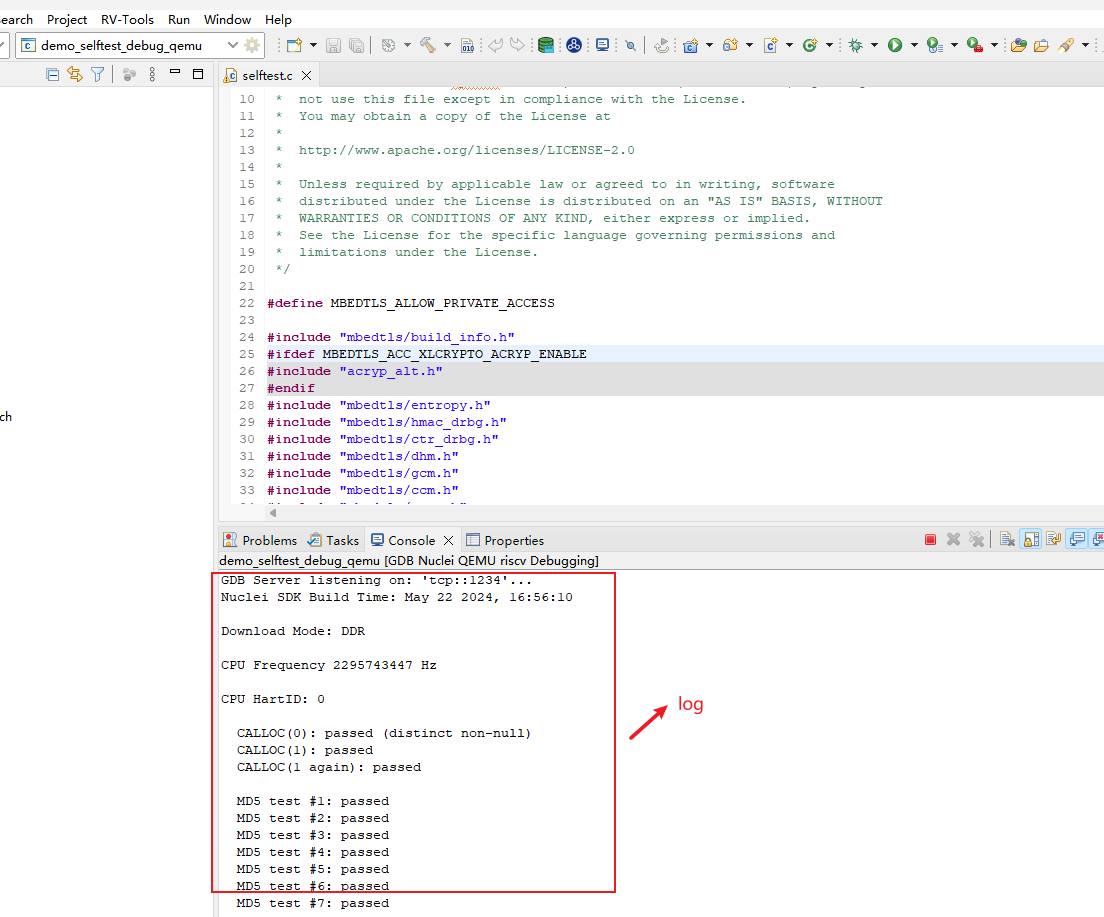 earch Project RV-Tools Run Window Help
demo_selftest_debug_qemu
selftest.c
10 * not use this file except in compliance with the License.
11 * You may obtain a copy of the License at
12 *
13 * http://www.apache.org/licenses/LICENSE-2.0
14 *
15 * Unless required by applicable law or agreed to in writing, software
16 * distributed under the License is distributed on an "AS IS" BASIS, WITHOUT
17 * WARRANTIES OR CONDITIONS OF ANY KIND, either express or implied.
18 * See the License for the specific language governing permissions and
19 * limitations under the License.
20 */
21
22 #define MBEDTLS_ALLOW_PRIVATE_ACCESS
23
24 #include "mbedtls/build_info.h"
25 #ifdef MBEDTLS_ACC_XLCRYPTO_ACRYP_ENABLE
26 #include "acryp_alt.h"
27 #endif
28 #include "mbedtls/entropy.h"
29 #include "mbedtls/hmac_drbg.h"
30 #include "mbedtls/ctr_drbg.h"
31 #include "mbedtls/dhm.h"
32 #include "mbedtls/gcm.h"
33 #include "mbedtls/ccm.h"
ch
Problems Tasks Console Properties
demo_selftest_debug_qemu [GDB Nuclei QEMU riscv Debugging]
GDB Server listening on: 'tcp::1234'...
Nuclei SDK Build Time: May 22 2024, 16:56:10
Download Mode: DDR
CPU Frequency 2295743447 Hz
CPU HartID: 0
CALLOC(0): passed (distinct non-null)
CALLOC(1): passed
CALLOC(1 again): passed
MD5 test #1: passed
MD5 test #2: passed
MD5 test #3: passed
MD5 test #4: passed
MD5 test #5: passed
MD5 test #6: passed
MD5 test #7: passed
log